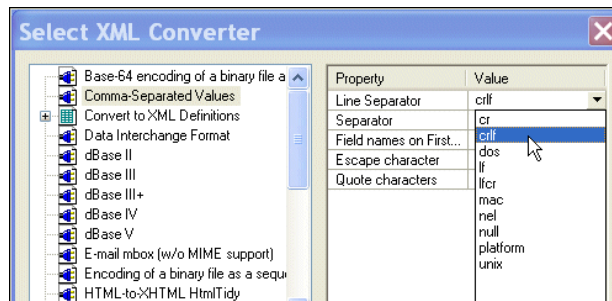 Select XML Converter
Base-64 encoding of a binary file a
Comma-Separated Values
Convert to XML Definitions
Data Interchange Format
dBase II
dBase III
dBase III+
dBase IV
dBase V
E-mail mbox (w/o MIME support)
Encoding of a binary file as a sequ
HTML-to-XHTML HtmlTidy
Property Value
Line Separator crlf
Separator
Field names on First...
Escape character
Quote characters
cr
crlf
dos
lf
lfcr
mac
nel
null
platform
unix